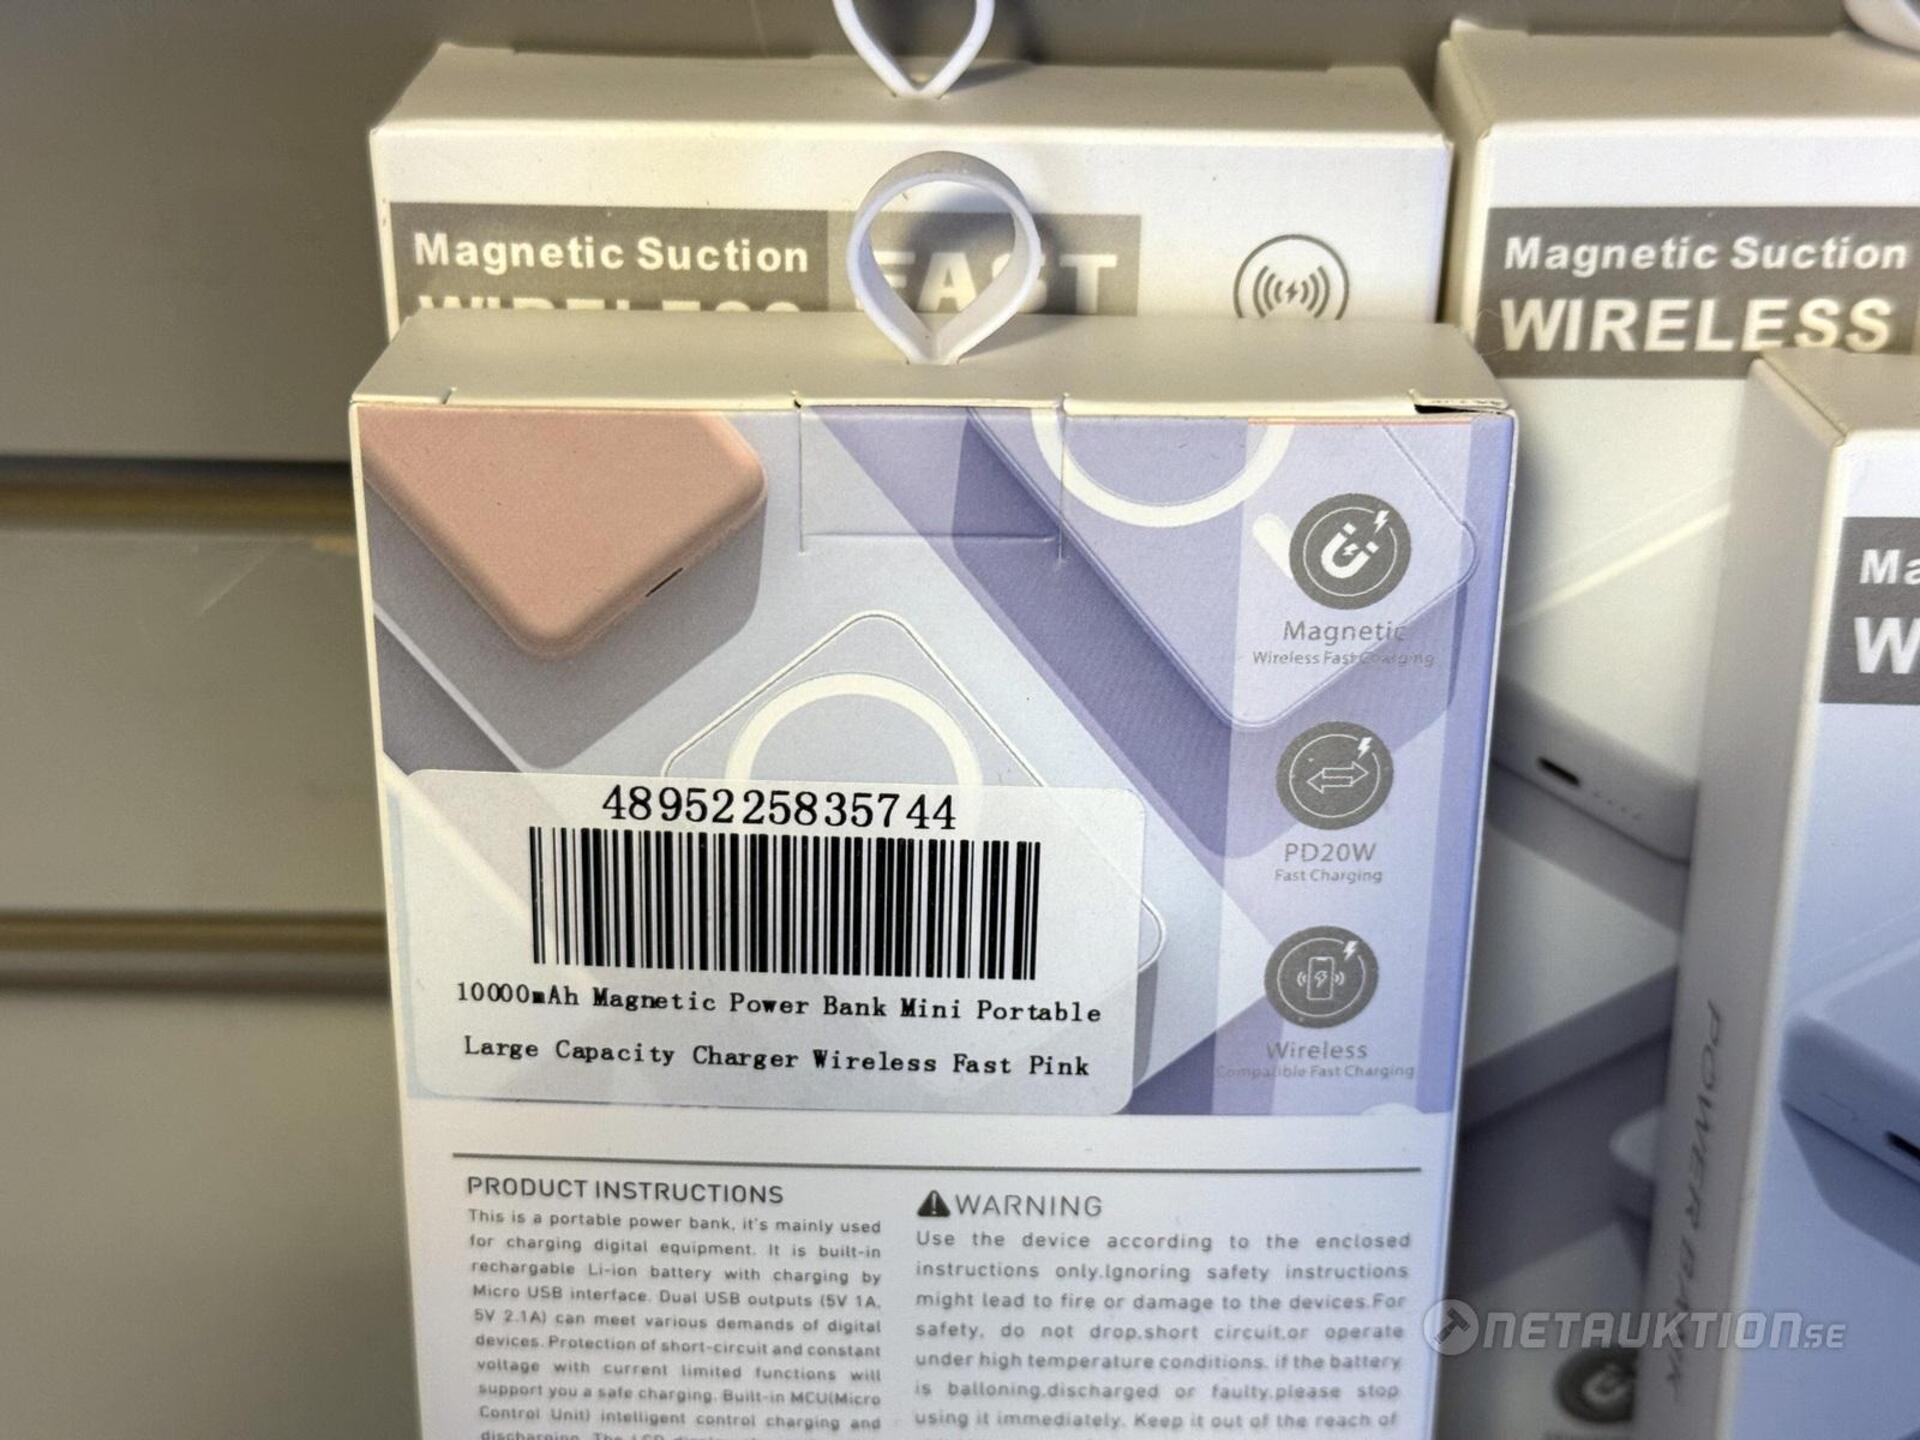 Magnetic Suction
FAST
Magnetic Suction
WIRELESS
Magnetic
Wireless Fast Charging
4895225835744
PD20W
Fast Charging
10000mAh Magnetic Power Bank Mini Portable
Large Capacity Charger Wireless Fast Pink
Wireless
Compatible Fast Charging
POWER BANK
PRODUCT INSTRUCTIONS
This is a portable power bank, it's mainly used
for charging digital equipment. It is built-in
rechargable Li-ion battery with charging by
Micro USB interface. Dual USB outputs (5V 1A,
5V 2.1A) can meet various demands of digital
devices. Protection of short-circuit and constant
voltage with current limited functions will
support you a safe charging. Built-in MCU(Micro
Control Unit) intelligent control charging and
WARNING
Use the device according to the enclosed
instructions only.Ignoring safety instructions
might lead to fire or damage to the devices.For
safety, do not drop,short circuit,or operate
under high temperature conditions. if the battery
is ballooning,discharged or faulty,please stop
using it immediately. Keep it out of the reach of
NETAUKTION.SE